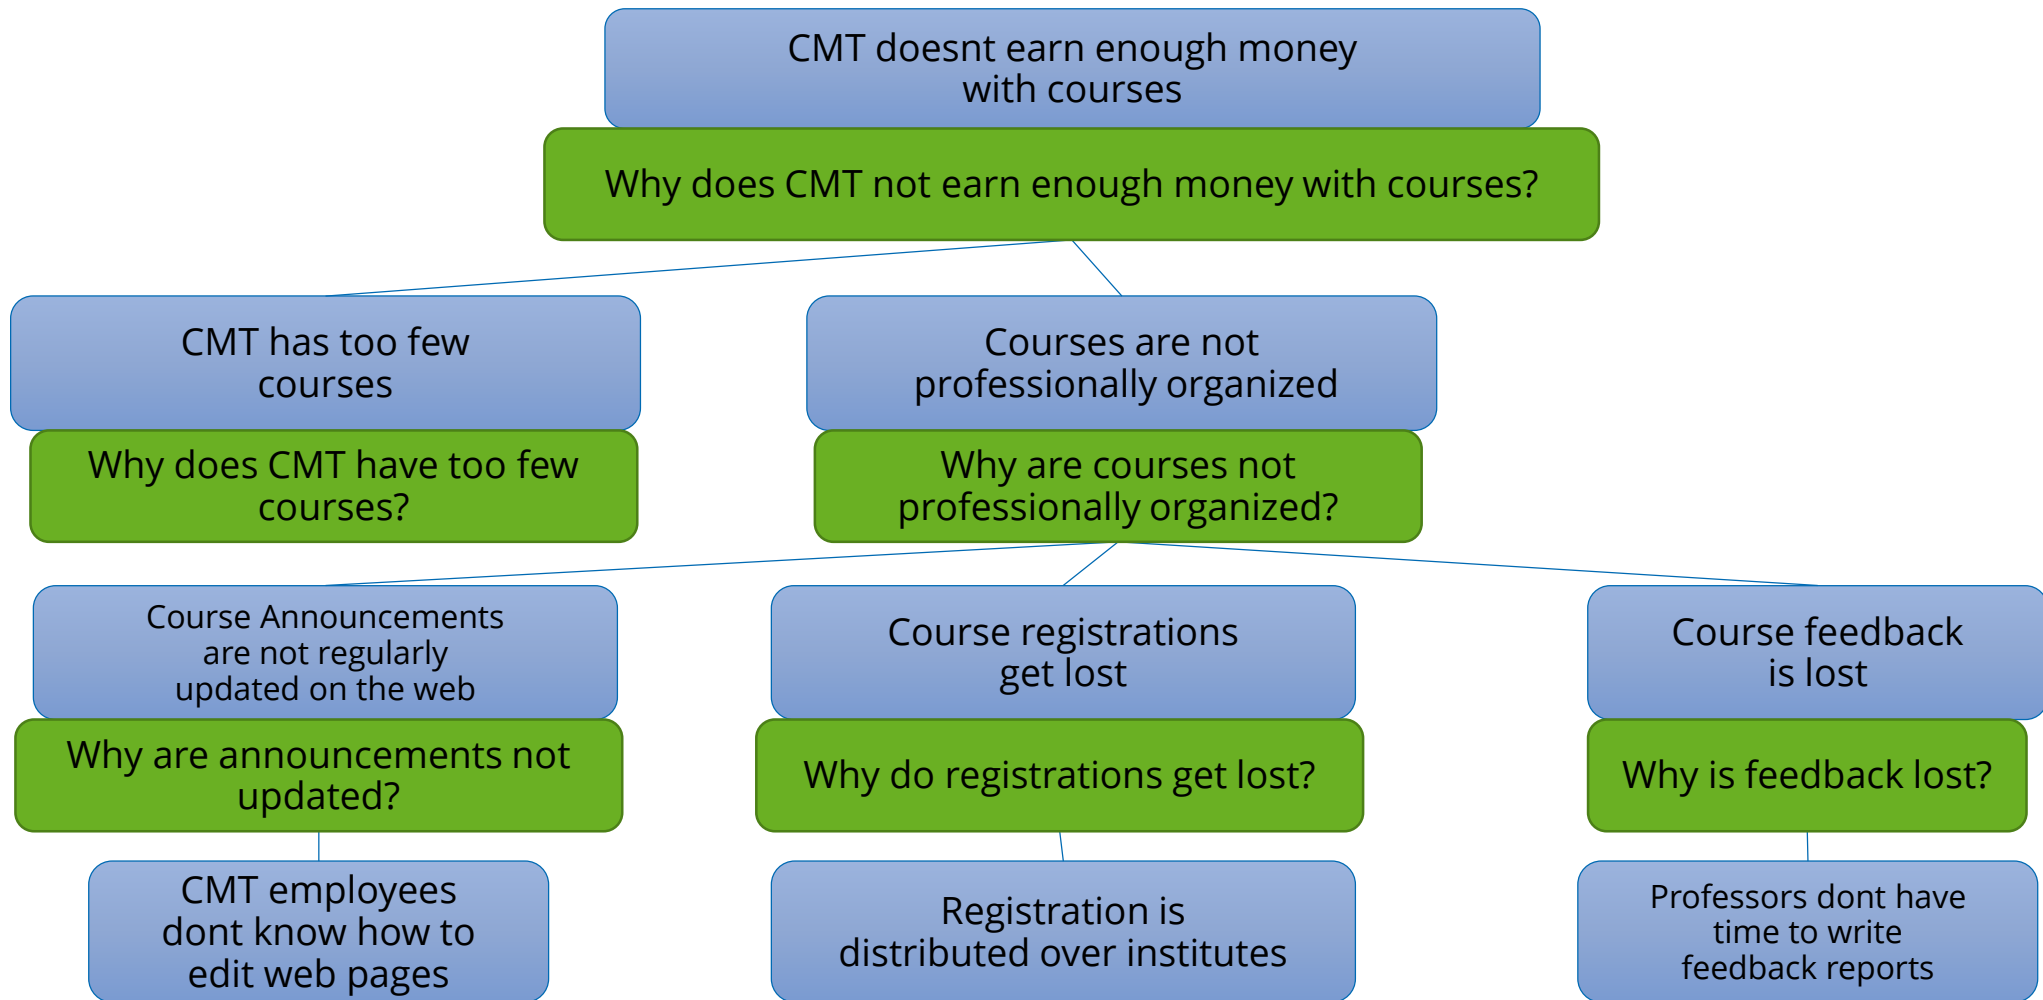 CMT doesnt earn enough money
with courses
Why does CMT not earn enough money with courses?
CMT has too few
courses
Why does CMT have too few
courses?
Courses are not
professionally organized
Why are courses not
professionally organized?
Course Announcements
are not regularly
updated on the web
Why are announcements not
updated?
Course registrations
get lost
Why do registrations get lost?
Course feedback
is lost
Why is feedback lost?
CMT employees
dont know how to
edit web pages
Registration is
distributed over institutes
Professors dont have
time to write
feedback reports